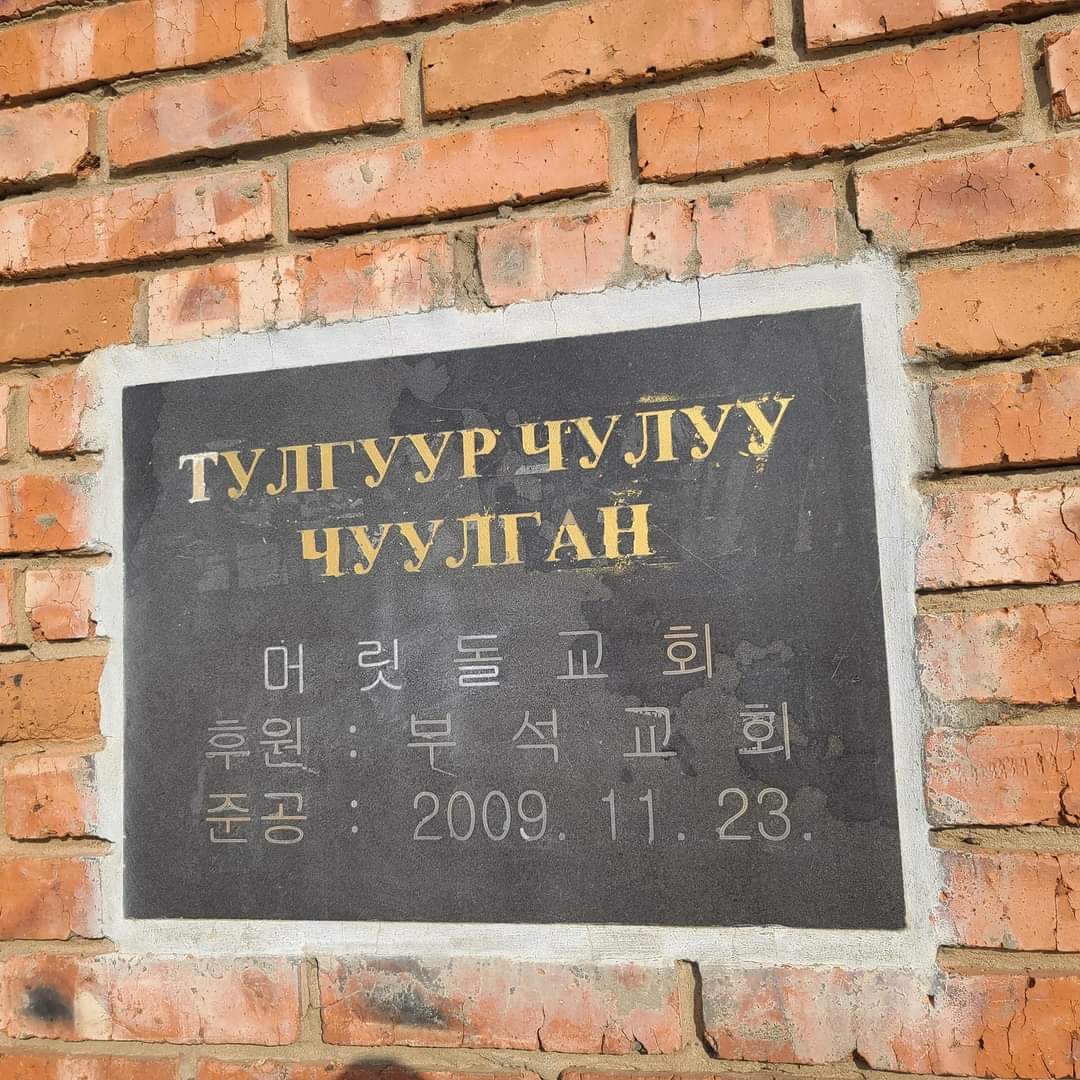 ТУЛГУУР ЧУЛУУ
ЧУУЛГАН
머릿돌교회
후원 : 부석교회
준공 : 2009. 11. 23.